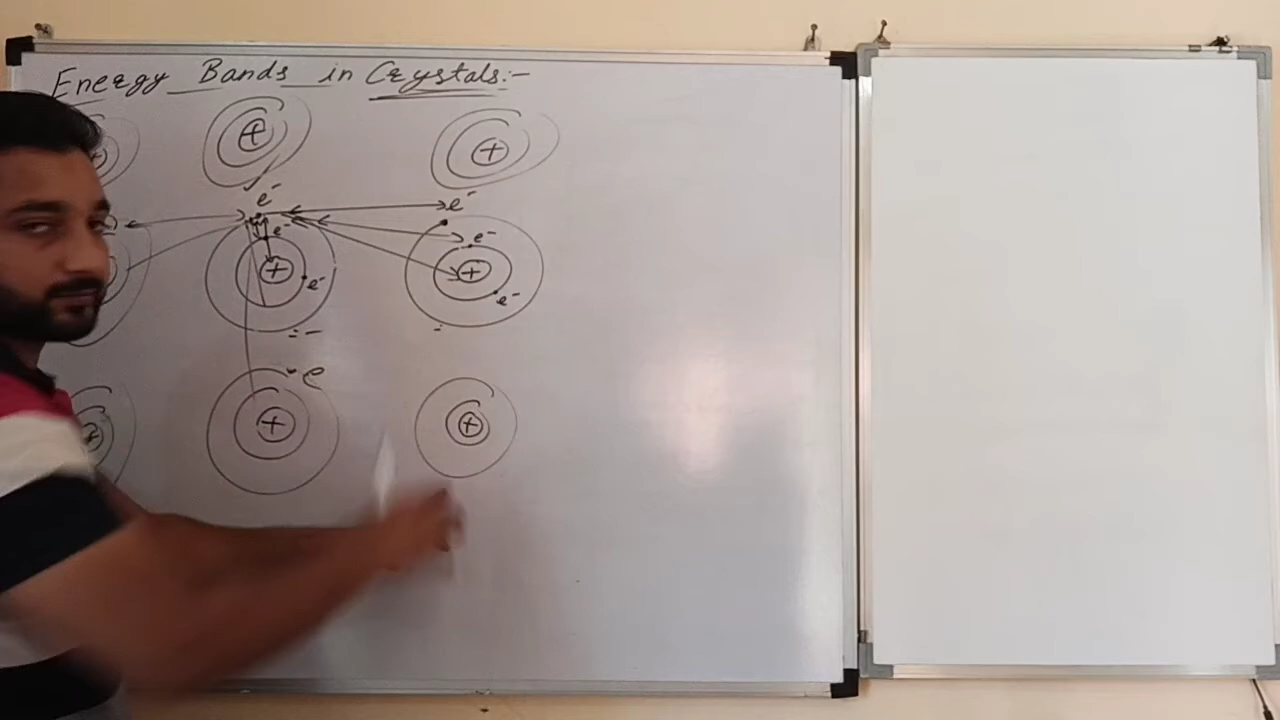 Energy Bands in Crystals:-
+ + +
e⁻ e⁻
e⁻ e⁻
+ + +
e⁻ e⁻
e
+ + +